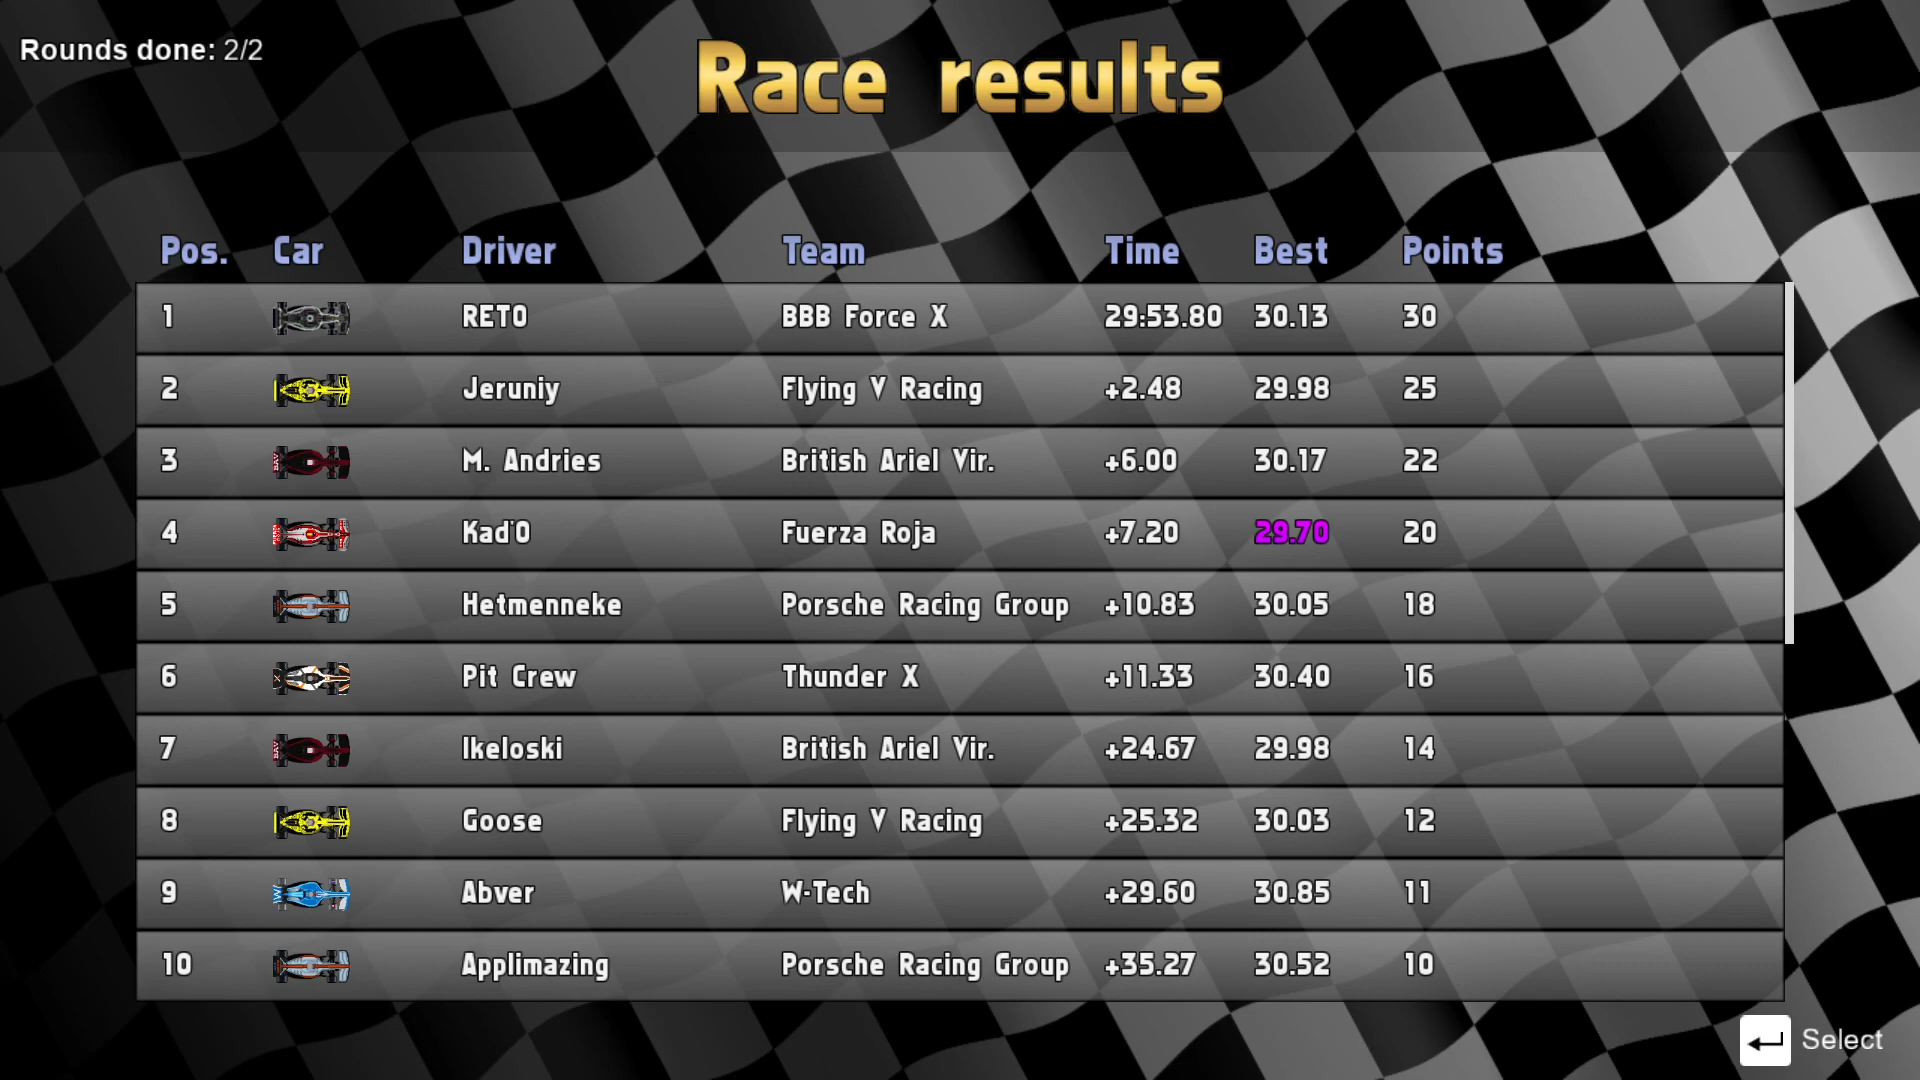 Rounds done: 2/2
Race results
Pos. Car Driver Team Time Best Points
1 RETO BBB Force X 29:53.80 30.13 30
2 Jeruniy Flying V Racing +2.48 29.98 25
3 M. Andries British Ariel Vir. +6.00 30.17 22
4 Kad'O Fuerza Roja +7.20 29.70 20
5 Hetmenneke Porsche Racing Group +10.83 30.05 18
6 Pit Crew Thunder X +11.33 30.40 16
7 Ikeloski British Ariel Vir. +24.67 29.98 14
8 Goose Flying V Racing +25.32 30.03 12
9 Abver W-Tech +29.60 30.85 11
10 Applimazing Porsche Racing Group +35.27 30.52 10
Select